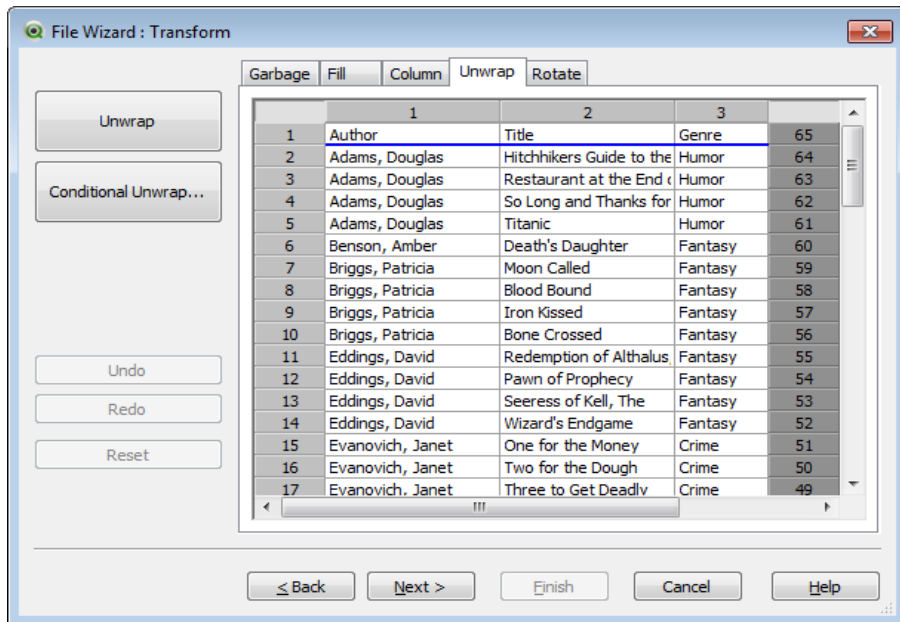 File Wizard : Transform
Garbage Fill Column Unwrap Rotate
Unwrap
Conditional Unwrap...
Undo
Redo
Reset
1 2 3
1 Author Title Genre 65
2 Adams, Douglas Hitchhikers Guide to the Humor 64
3 Adams, Douglas Restaurant at the End Humor 63
4 Adams, Douglas So Long and Thanks for Humor 62
5 Adams, Douglas Titanic Humor 61
6 Benson, Amber Death's Daughter Fantasy 60
7 Briggs, Patricia Moon Called Fantasy 59
8 Briggs, Patricia Blood Bound Fantasy 58
9 Briggs, Patricia Iron Kissed Fantasy 57
10 Briggs, Patricia Bone Crossed Fantasy 56
11 Eddings, David Redemption of Althalus, Fantasy 55
12 Eddings, David Pawn of Prophecy Fantasy 54
13 Eddings, David Seeress of Kell, The Fantasy 53
14 Eddings, David Wizard's Endgame Fantasy 52
15 Evanovich, Janet One for the Money Crime 51
16 Evanovich, Janet Two for the Dough Crime 50
17 Evanovich, Janet Three to Get Deadly Crime 49
< Back Next > Finish Cancel Help